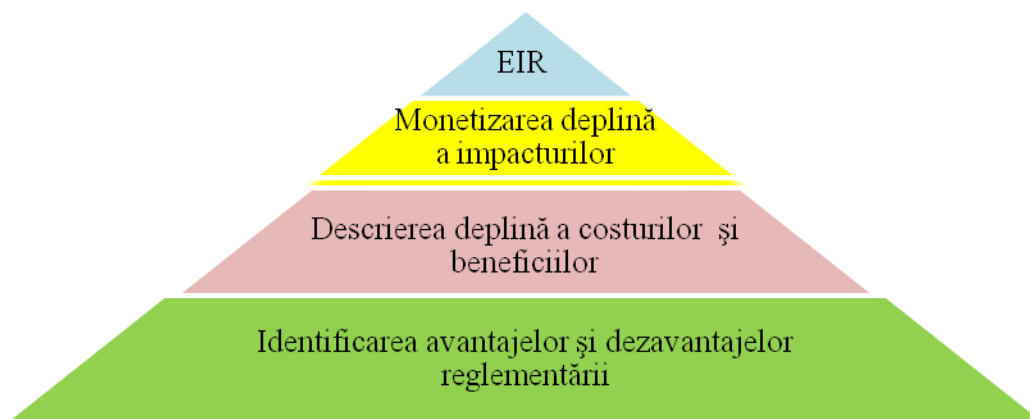 EIR
Monetizarea deplină
a impacturilor
Descrierea deplină a costurilor şi
beneficiilor
Identificarea avantajelor şi dezavantajelor
reglementării